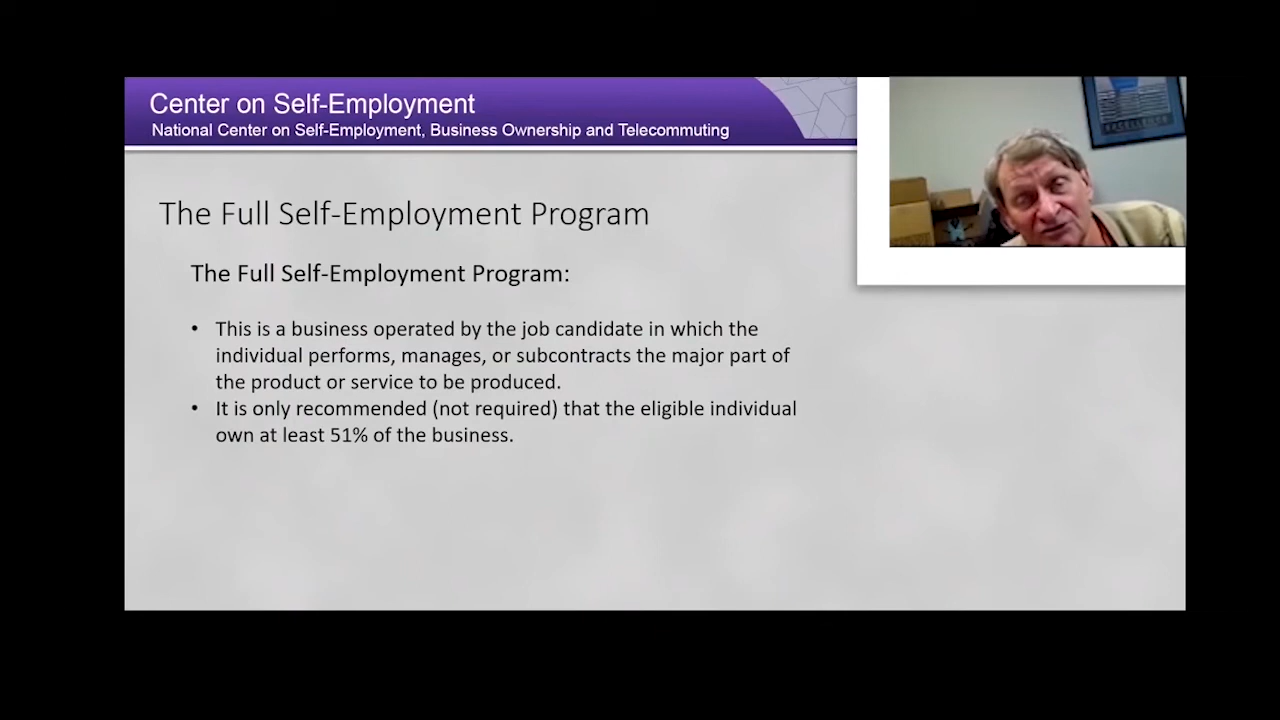 Center on Self-Employment
National Center on Self-Employment, Business Ownership and Telecommuting
The Full Self-Employment Program
The Full Self-Employment Program:
• This is a business operated by the job candidate in which the
individual performs, manages, or subcontracts the major part of
the product or service to be produced.
• It is only recommended (not required) that the eligible individual
own at least 51% of the business.
EXCELLENCE